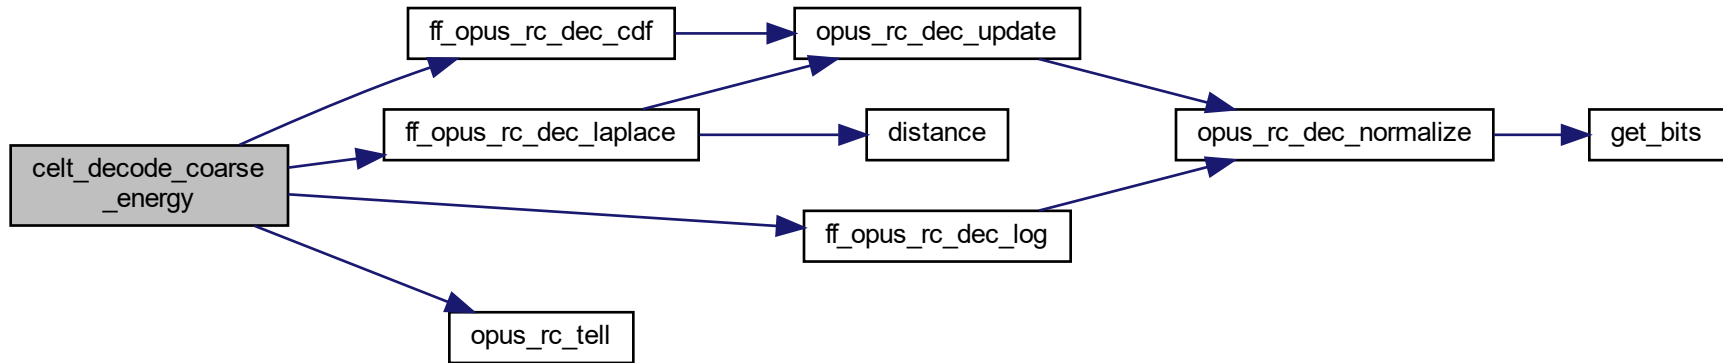 ff_opus_rc_dec_cdf
opus_rc_dec_update
ff_opus_rc_dec_laplace
distance
opus_rc_dec_normalize
get_bits
celt_decode_coarse
_energy
ff_opus_rc_dec_log
opus_rc_tell